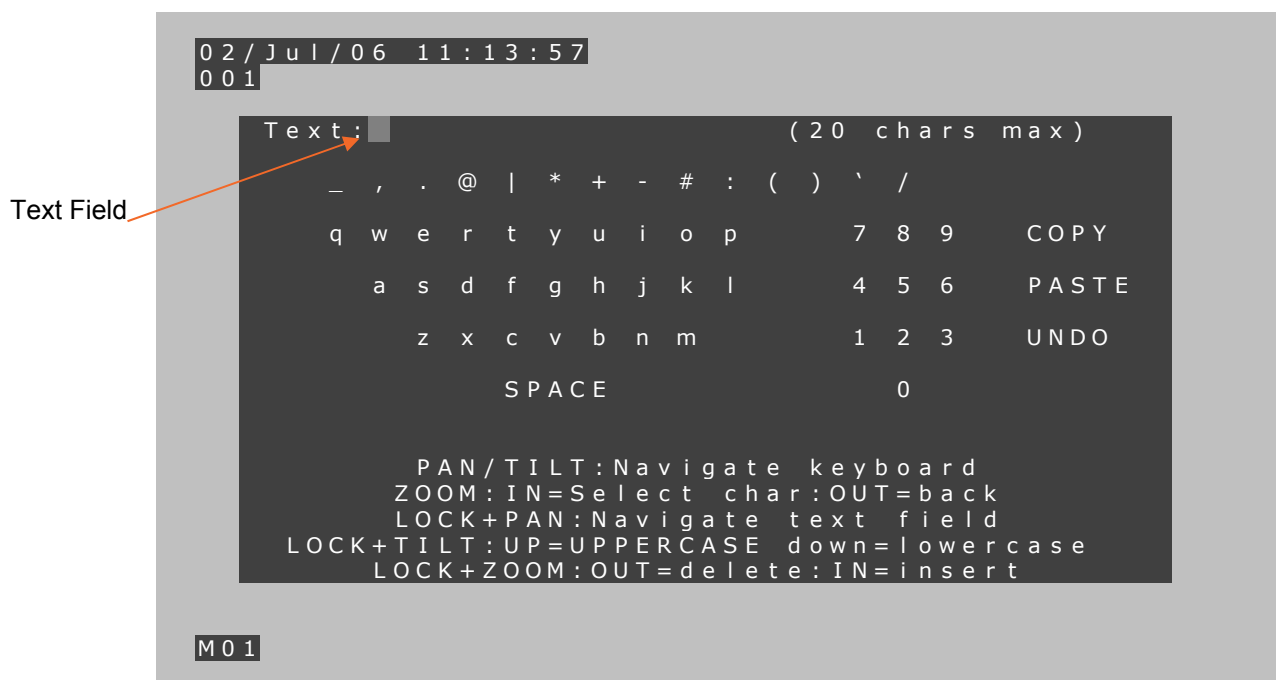 02/Jul/06 11:13:57
001
Text: (20 chars max)
_ , . @ | * + - # : ( ) ` /
Text Field
q w e r t y u i o p 7 8 9 COPY
a s d f g h j k l 4 5 6 PASTE
z x c v b n m 1 2 3 UNDO
SPACE 0
PAN/TILT:Navigate keyboard
ZOOM:IN=Select char:OUT=back
LOCK+PAN:Navigate text field
LOCK+TILT:UP=UPPERCASE down=lowercase
LOCK+ZOOM:OUT=delete:IN=insert
M01